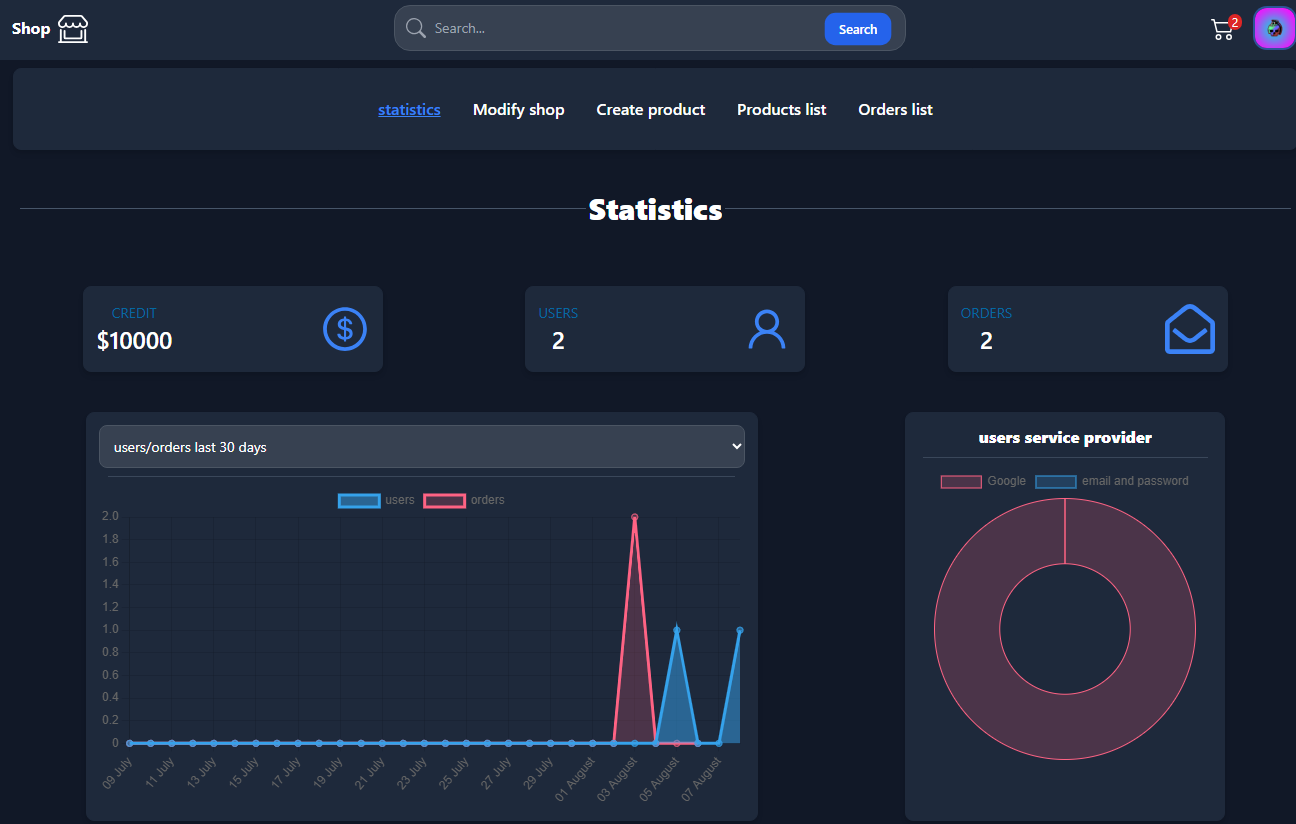 Shop
Search...
Search
2
statistics Modify shop Create product Products list Orders list
Statistics
CREDIT
$10000
$
USERS
2
ORDERS
2
users/orders last 30 days
users orders
2.0
1.8
1.6
1.4
1.2
1.0
0.8
0.6
0.4
0.2
0
09 July 11 July 13 July 15 July 17 July 19 July 21 July 23 July 25 July 27 July 29 July 01 August 03 August 05 August 07 August
users service provider
Google email and password